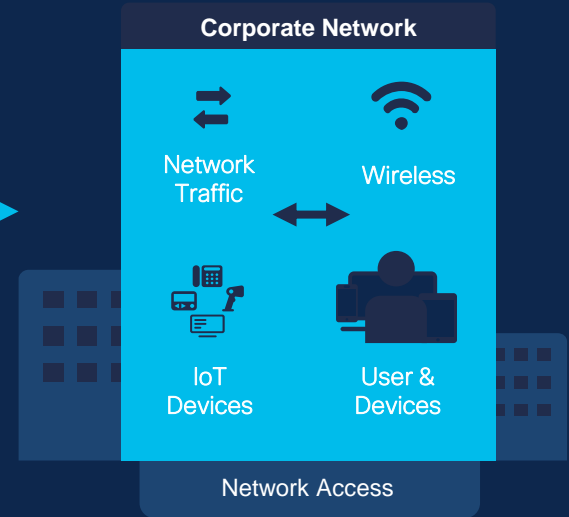 Corporate Network
Network
Traffic
Wireless
IoT
Devices
User &
Devices
Network Access